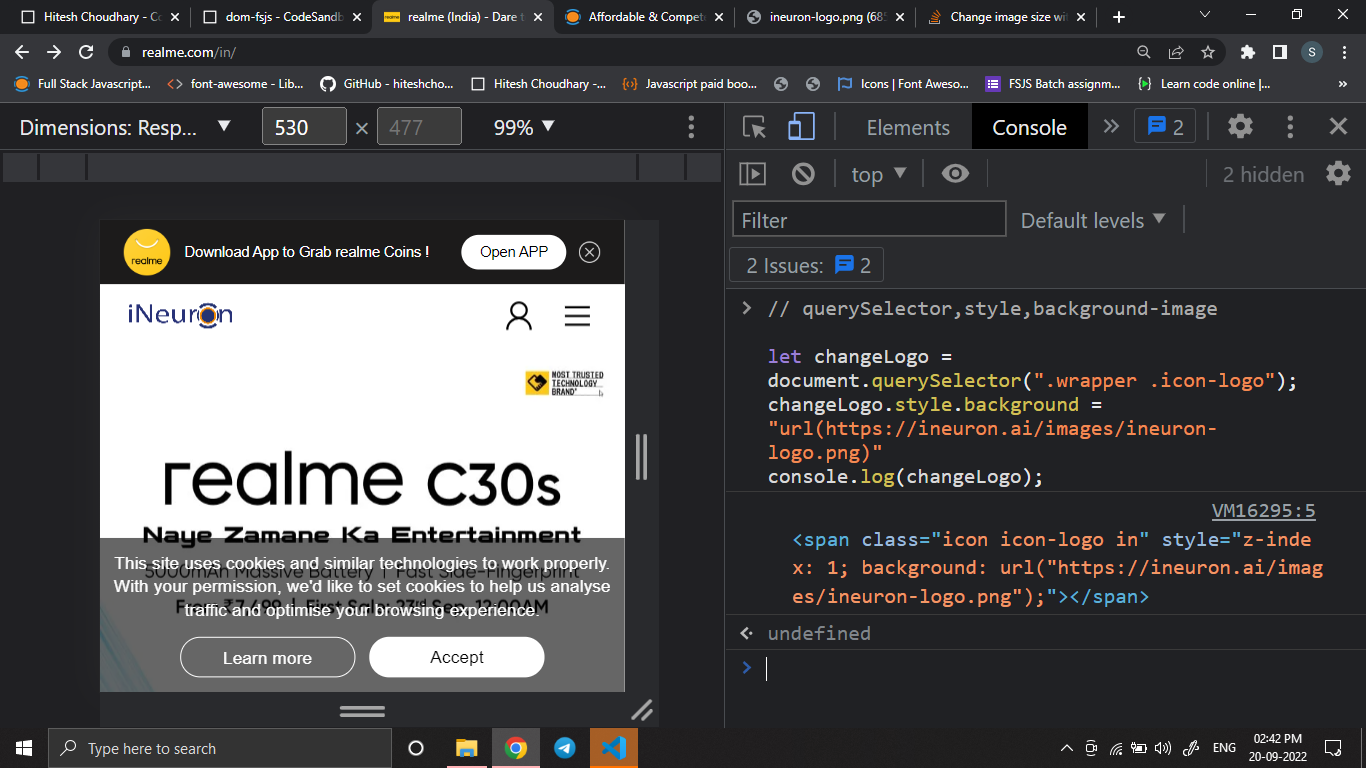 Hitesh Choudhary - Co
dom-fsjs - CodeSandb
realme (India) - Dare t
Affordable & Compet
ineuron-logo.png (685
Change image size wit
realme.com/in/
S
Full Stack Javascript...
font-awesome - Lib...
GitHub - hiteshcho...
Hitesh Choudhary -...
Javascript paid boo...
Icons | Font Aweso...
FSJS Batch assignm...
Learn code online |...
»
Dimensions: Resp...
530
×
477
99%
Elements
Console
2
top
2 hidden
Filter
Default levels
2 Issues:
2
Download App to Grab realme Coins !
Open APP
realme
iNeuron
MOST TRUSTED
TECHNOLOGY
BRAND*
realme C30s
Naye Zamane Ka Entertainment
5000mAh Massive Battery | Fast Side-Fingerprint
This site uses cookies and similar technologies to work properly.
With your permission, we'd like to set cookies to help us analyse
traffic and optimise your browsing experience.
Learn more
Accept
> // querySelector,style,background-image
let changeLogo =
document.querySelector(".wrapper .icon-logo");
changeLogo.style.background =
"url(https://ineuron.ai/images/ineuron-
logo.png)"
console.log(changeLogo);
VM16295:5
<span class="icon icon-logo in" style="z-inde
x: 1; background: url("https://ineuron.ai/imag
es/ineuron-logo.png");"></span>
undefined
>
Type here to search
ENG
02:42 PM
20-09-2022